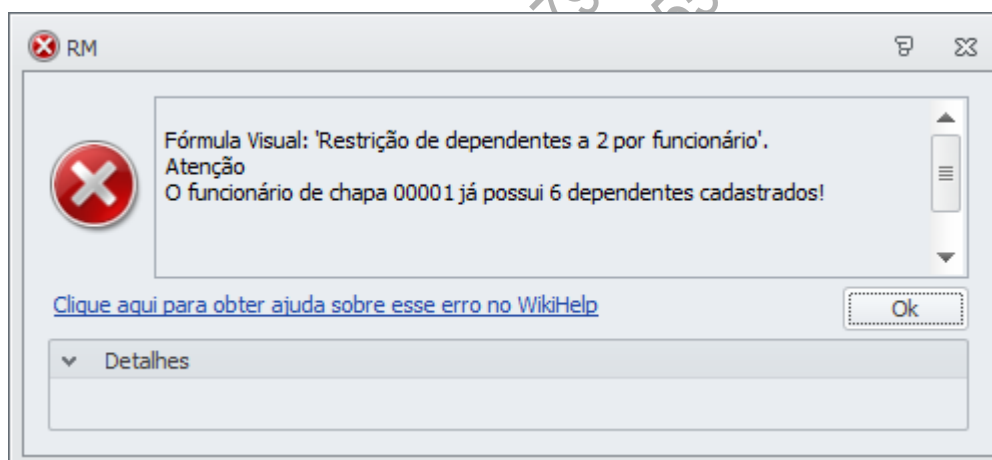 RM
Fórmula Visual: 'Restrição de dependentes a 2 por funcionário'.
Atenção
O funcionário de chapa 00001 já possui 6 dependentes cadastrados!
Clique aqui para obter ajuda sobre esse erro no WikiHelp
Ok
Detalhes